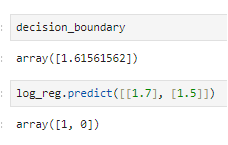 decision_boundary
array([1.61561562])
log_reg.predict([[1.7], [1.5]])
array([1, 0])